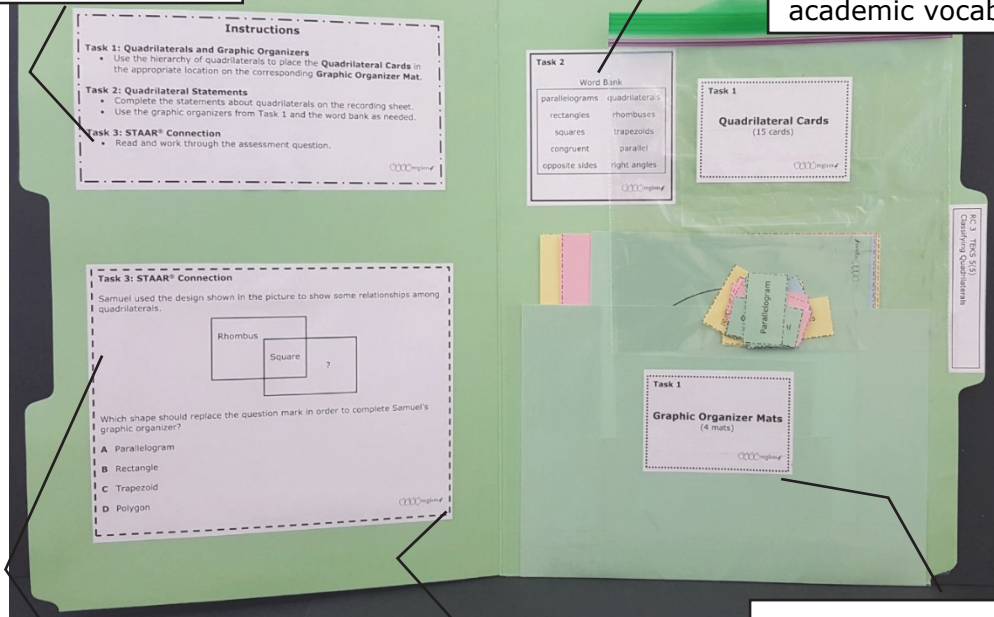 academic vocab
Instructions
Task 1: Quadrilaterals and Graphic Organizers
• Use the hierarchy of quadrilaterals to place the Quadrilateral Cards in
the appropriate location on the corresponding Graphic Organizer Mat.
Task 2: Quadrilateral Statements
• Complete the statements about quadrilaterals on the recording sheet.
• Use the graphic organizers from Task 1 and the word bank as needed.
Task 3: STAAR® Connection
• Read and work through the assessment question.
region4
Task 2
Word Bank
parallelograms quadrilaterals
rectangles rhombuses
squares trapezoids
congruent parallel
opposite sides right angles
region4
Task 1
Quadrilateral Cards
(15 cards)
region4
RC 3 - TEKS 5(5)
Classifying Quadrilaterals
Parallelogram
Task 1
Graphic Organizer Mats
(4 mats)
region4
Task 3: STAAR® Connection
Samuel used the design shown in the picture to show some relationships among
quadrilaterals.
Rhombus
Square
?
Which shape should replace the question mark in order to complete Samuel's
graphic organizer?
A Parallelogram
B Rectangle
C Trapezoid
D Polygon
region4